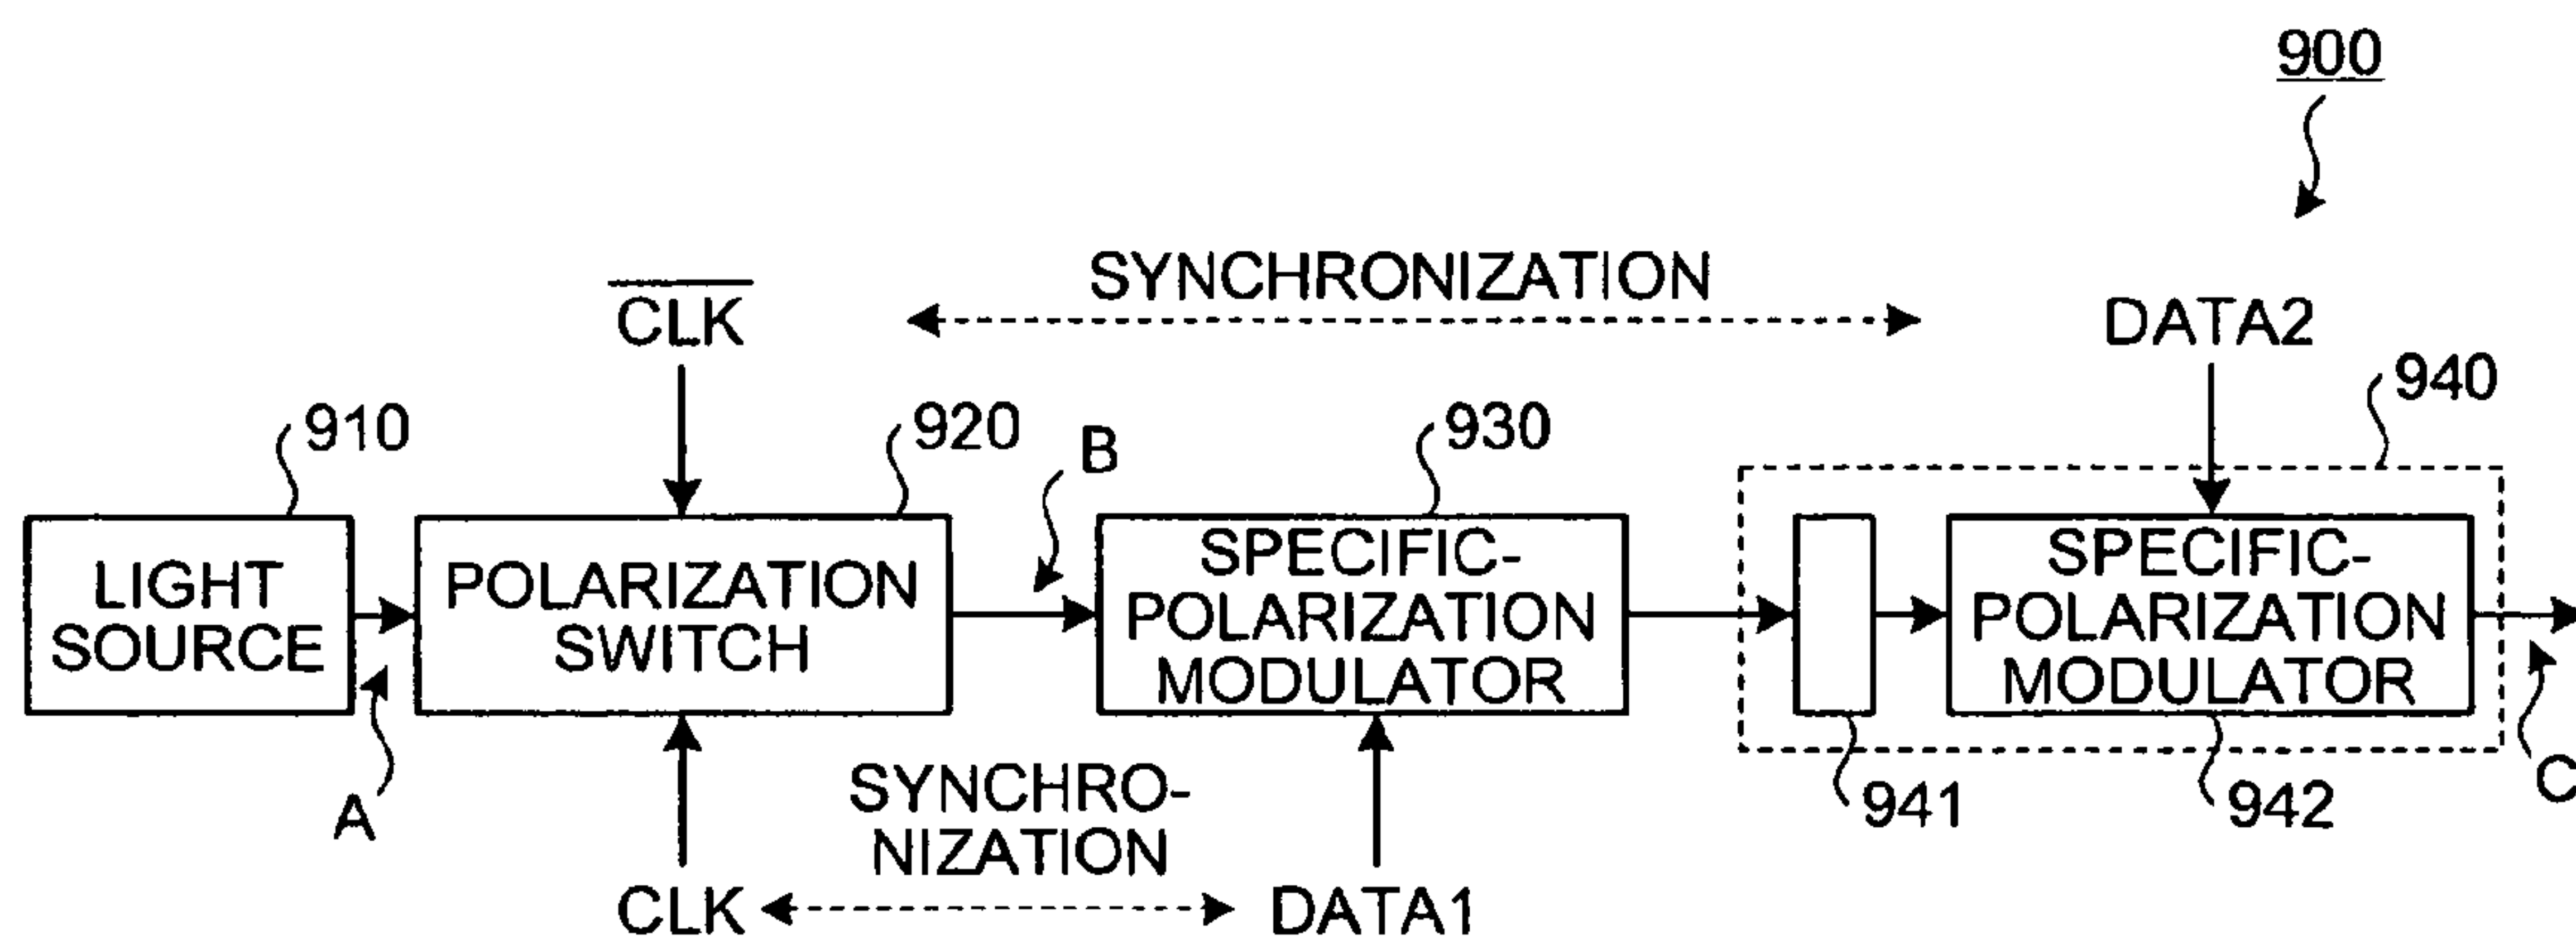 900
SYNCHRONIZATION
CLK
DATA2
910
920
B
930
940
LIGHT
SOURCE
POLARIZATION
SWITCH
SPECIFIC-
POLARIZATION
MODULATOR
SPECIFIC-
POLARIZATION
MODULATOR
A
SYNCHRO-
NIZATION
941
942
C
CLK
DATA1